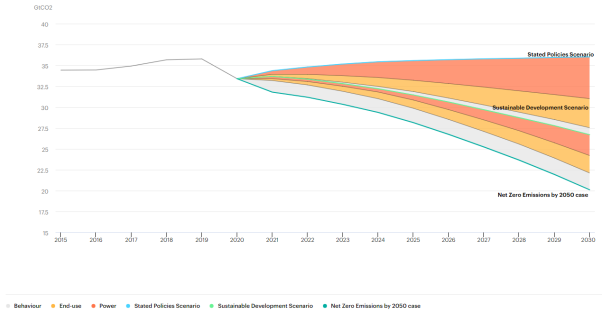 GtCO2
40
37.5
35
32.5
30
27.5
25
22.5
20
17.5
15
Stated Policies Scenario
Sustainable Development Scenario
Net Zero Emissions by 2050 case
2015 2016 2017 2018 2019 2020 2021 2022 2023 2024 2025 2026 2027 2028 2029 2030
Behaviour End-use Power Stated Policies Scenario Sustainable Development Scenario Net Zero Emissions by 2050 case